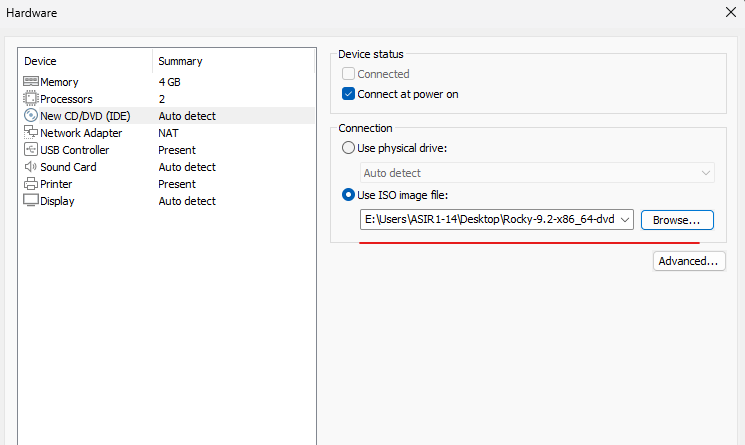 Hardware
Device Summary
Memory 4 GB
Processors 2
New CD/DVD (IDE) Auto detect
Network Adapter NAT
USB Controller Present
Sound Card Auto detect
Printer Present
Display Auto detect
Device status
Connected
Connect at power on
Connection
Use physical drive:
Auto detect
Use ISO image file:
E:\Users\ASIR1-14\Desktop\Rocky-9.2-x86_64-dvd Browse...
Advanced...